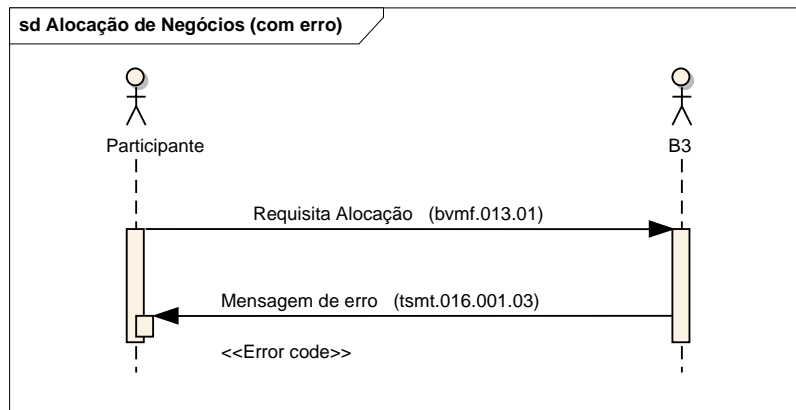 sd Alocação de Negócios (com erro)
Participante
B3
Requisita Alocação (bvmf.013.01)
Mensagem de erro (tsmt.016.001.03)
<<Error code>>